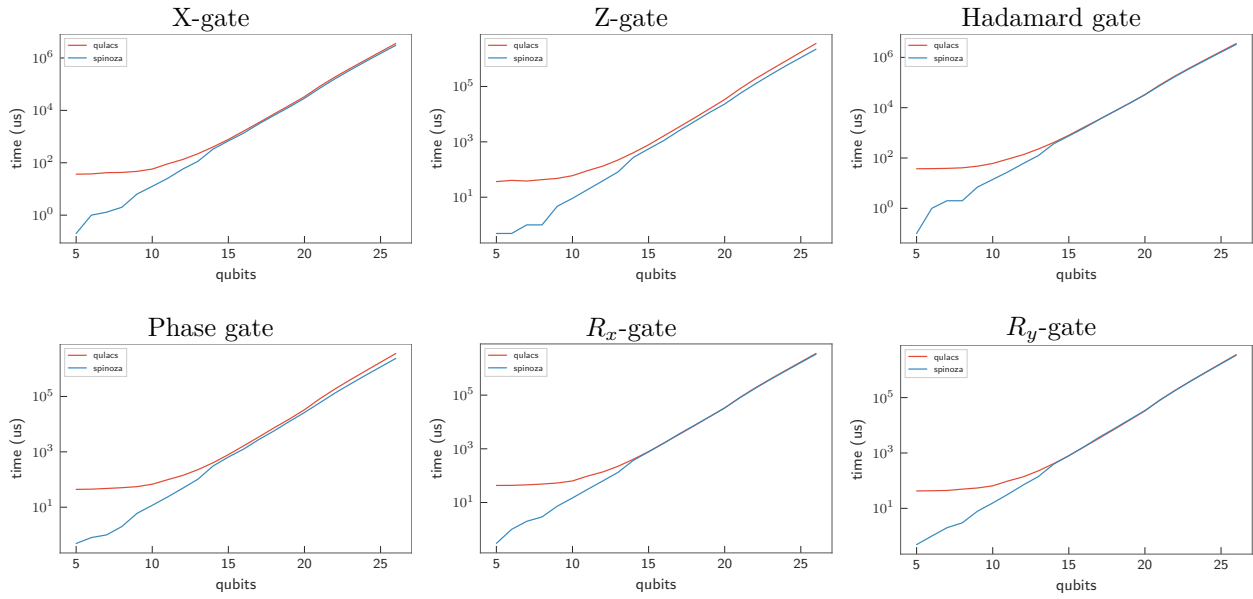 X-gate
qulacs
spinoza
10^6
10^4
10^2
10^0
time (us)
5 10 15 20 25
qubits
Z-gate
qulacs
spinoza
10^5
10^3
10^1
time (us)
5 10 15 20 25
qubits
Hadamard gate
qulacs
spinoza
10^6
10^4
10^2
10^0
time (us)
5 10 15 20 25
qubits
Phase gate
qulacs
spinoza
10^5
10^3
10^1
time (us)
5 10 15 20 25
qubits
R_x-gate
qulacs
spinoza
10^5
10^3
10^1
time (us)
5 10 15 20 25
qubits
R_y-gate
qulacs
spinoza
10^5
10^3
10^1
time (us)
5 10 15 20 25
qubits